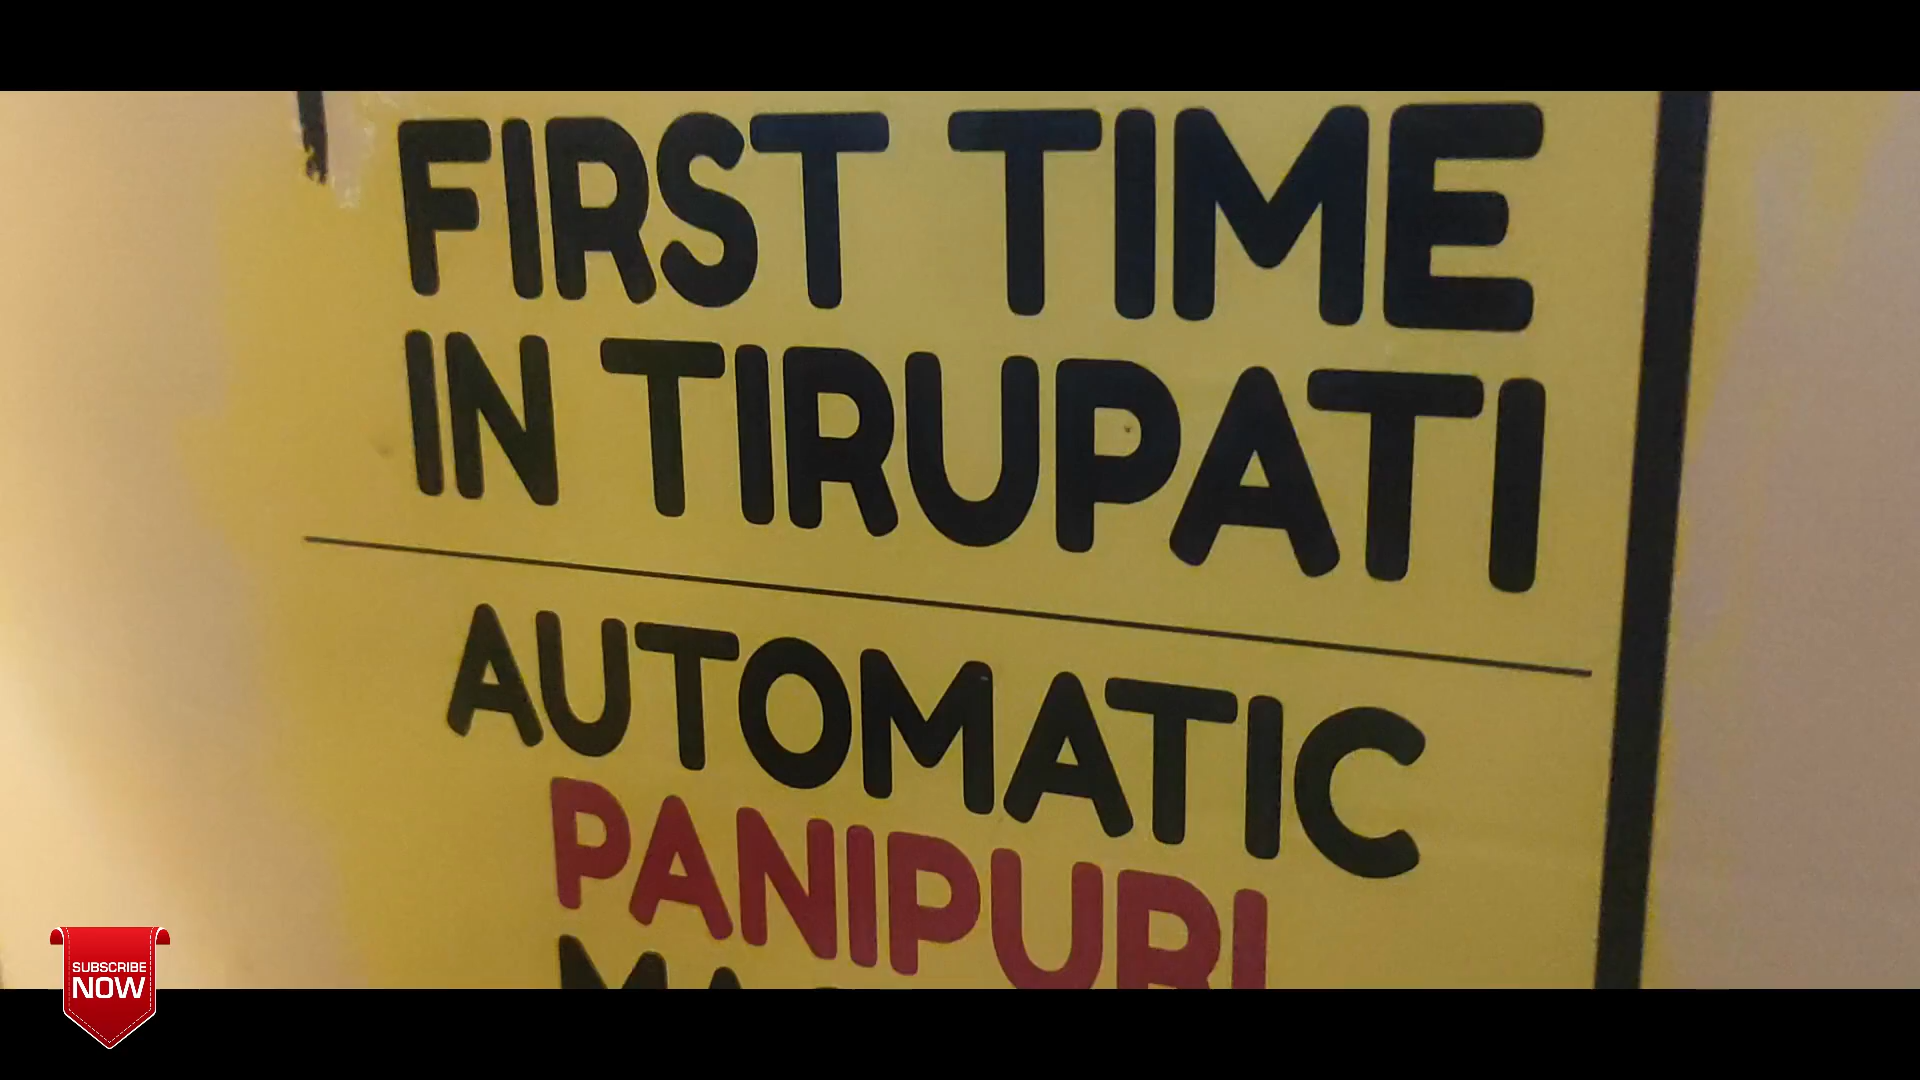 FIRST TIME
IN TIRUPATI
AUTOMATIC
PANIPURI
SUBSCRIBE
NOW